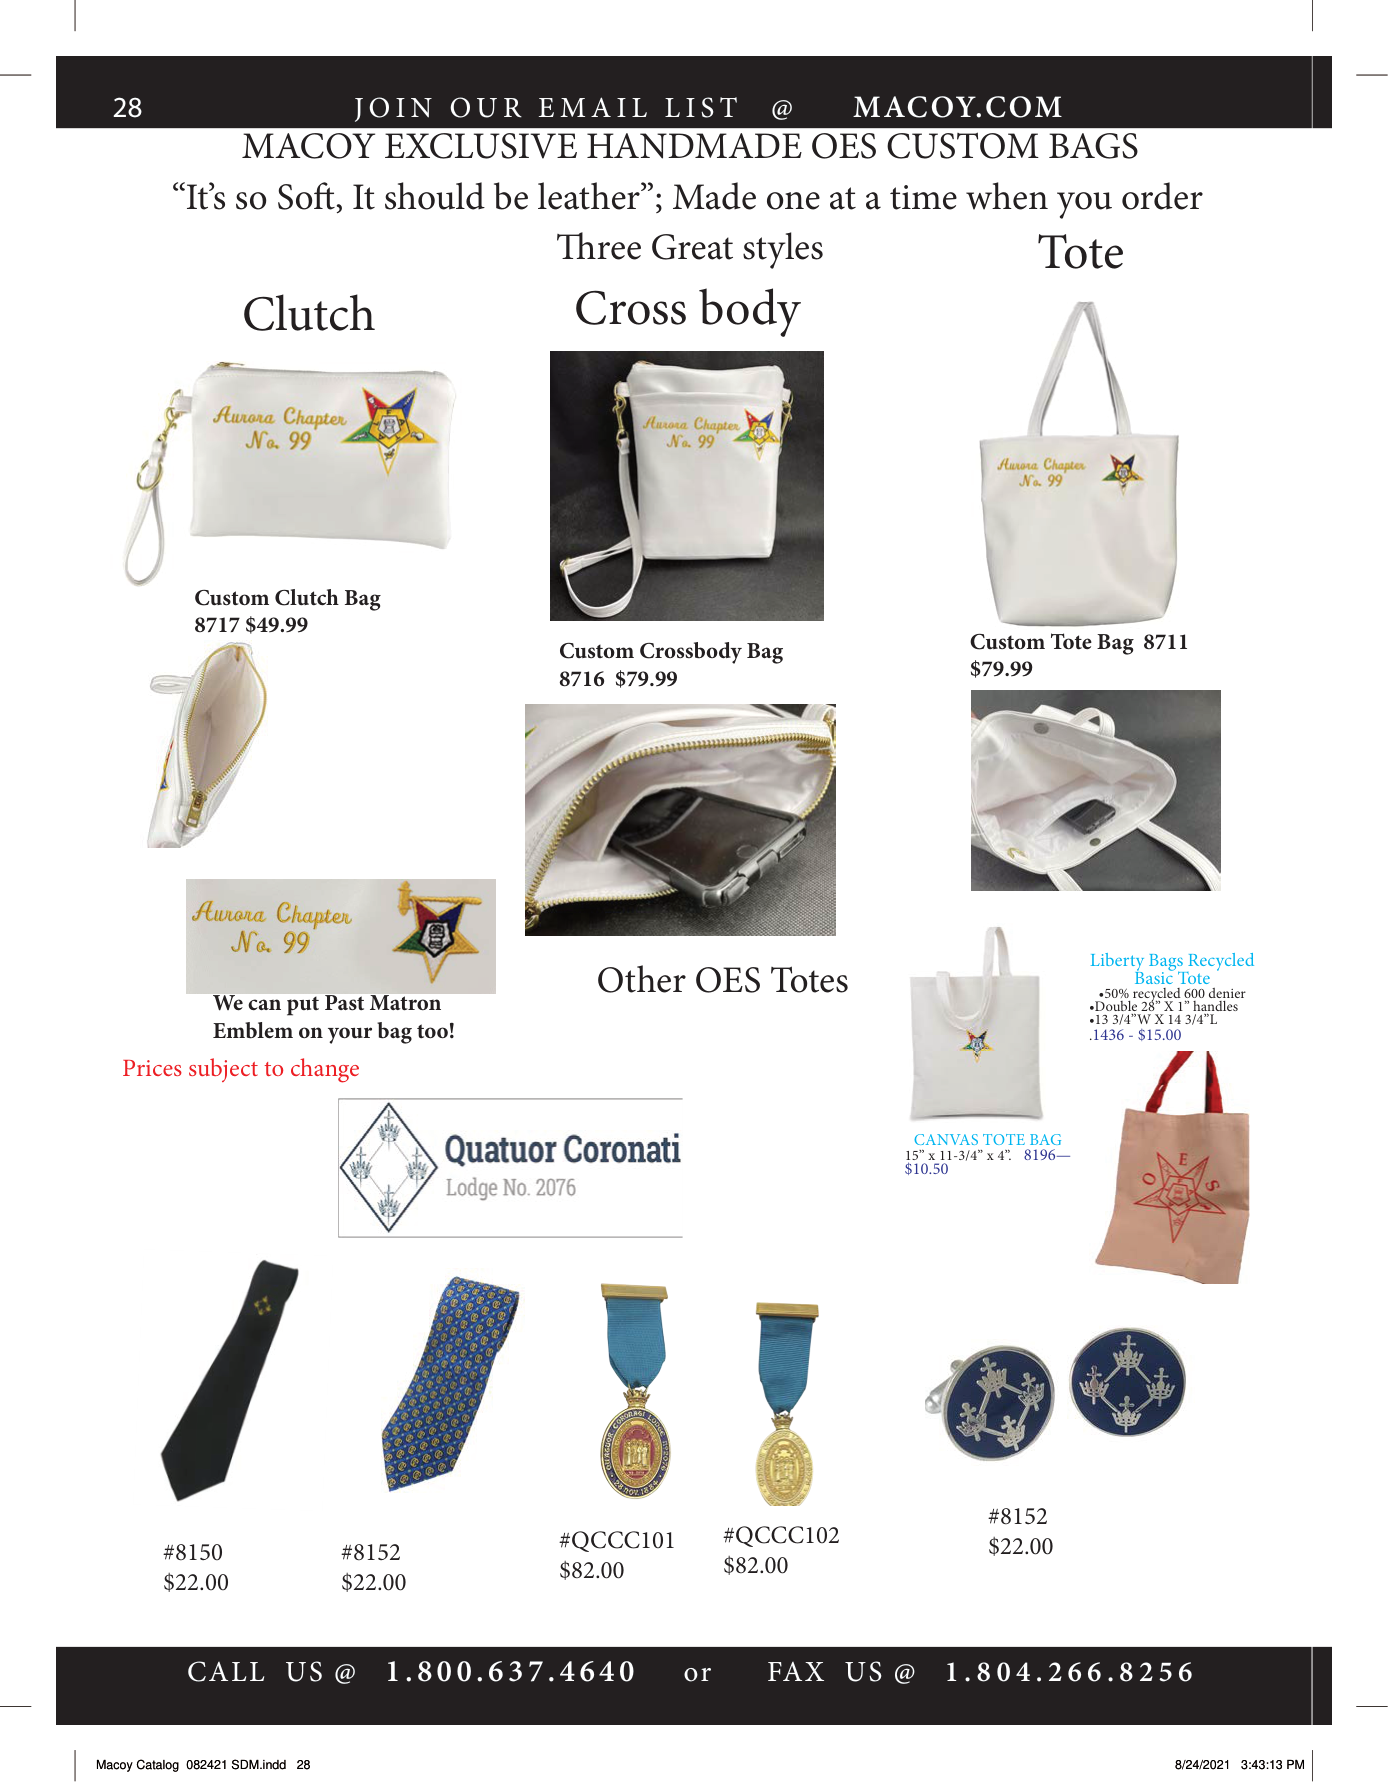 28
JOIN OUR EMAIL LIST @ MACOY.COM
MACOY EXCLUSIVE HANDMADE OES CUSTOM BAGS
“It’s so Soft, It should be leather”; Made one at a time when you order
Three Great styles
Tote
Clutch
Cross body
Aurora Chapter
No. 99
Aurora Chapter
No. 99
Aurora Chapter
No. 99
Custom Clutch Bag
8717 $49.99
Custom Crossbody Bag
8716 $79.99
Custom Tote Bag 8711
$79.99
Aurora Chapter
No. 99
We can put Past Matron
Emblem on your bag too!
Prices subject to change
Other OES Totes
Liberty Bags Recycled
Basic Tote
•50% recycled 600 denier
•Double 28” X 1” handles
•13 3/4”W X 14 3/4”L
.1436 - $15.00
CANVAS TOTE BAG
15” x 11-3/4” x 4”. 8196—
$10.50
O E S
Quatuor Coronati
Lodge No. 2076
QUATUOR CORONATI LODGE Nº 2076
28 NOV. 1884
#8150
$22.00
#8152
$22.00
#QCCC101
$82.00
#QCCC102
$82.00
#8152
$22.00
CALL US @ 1.800.637.4640 or FAX US @ 1.804.266.8256
Macoy Catalog 082421 SDM.indd 28
8/24/2021 3:43:13 PM